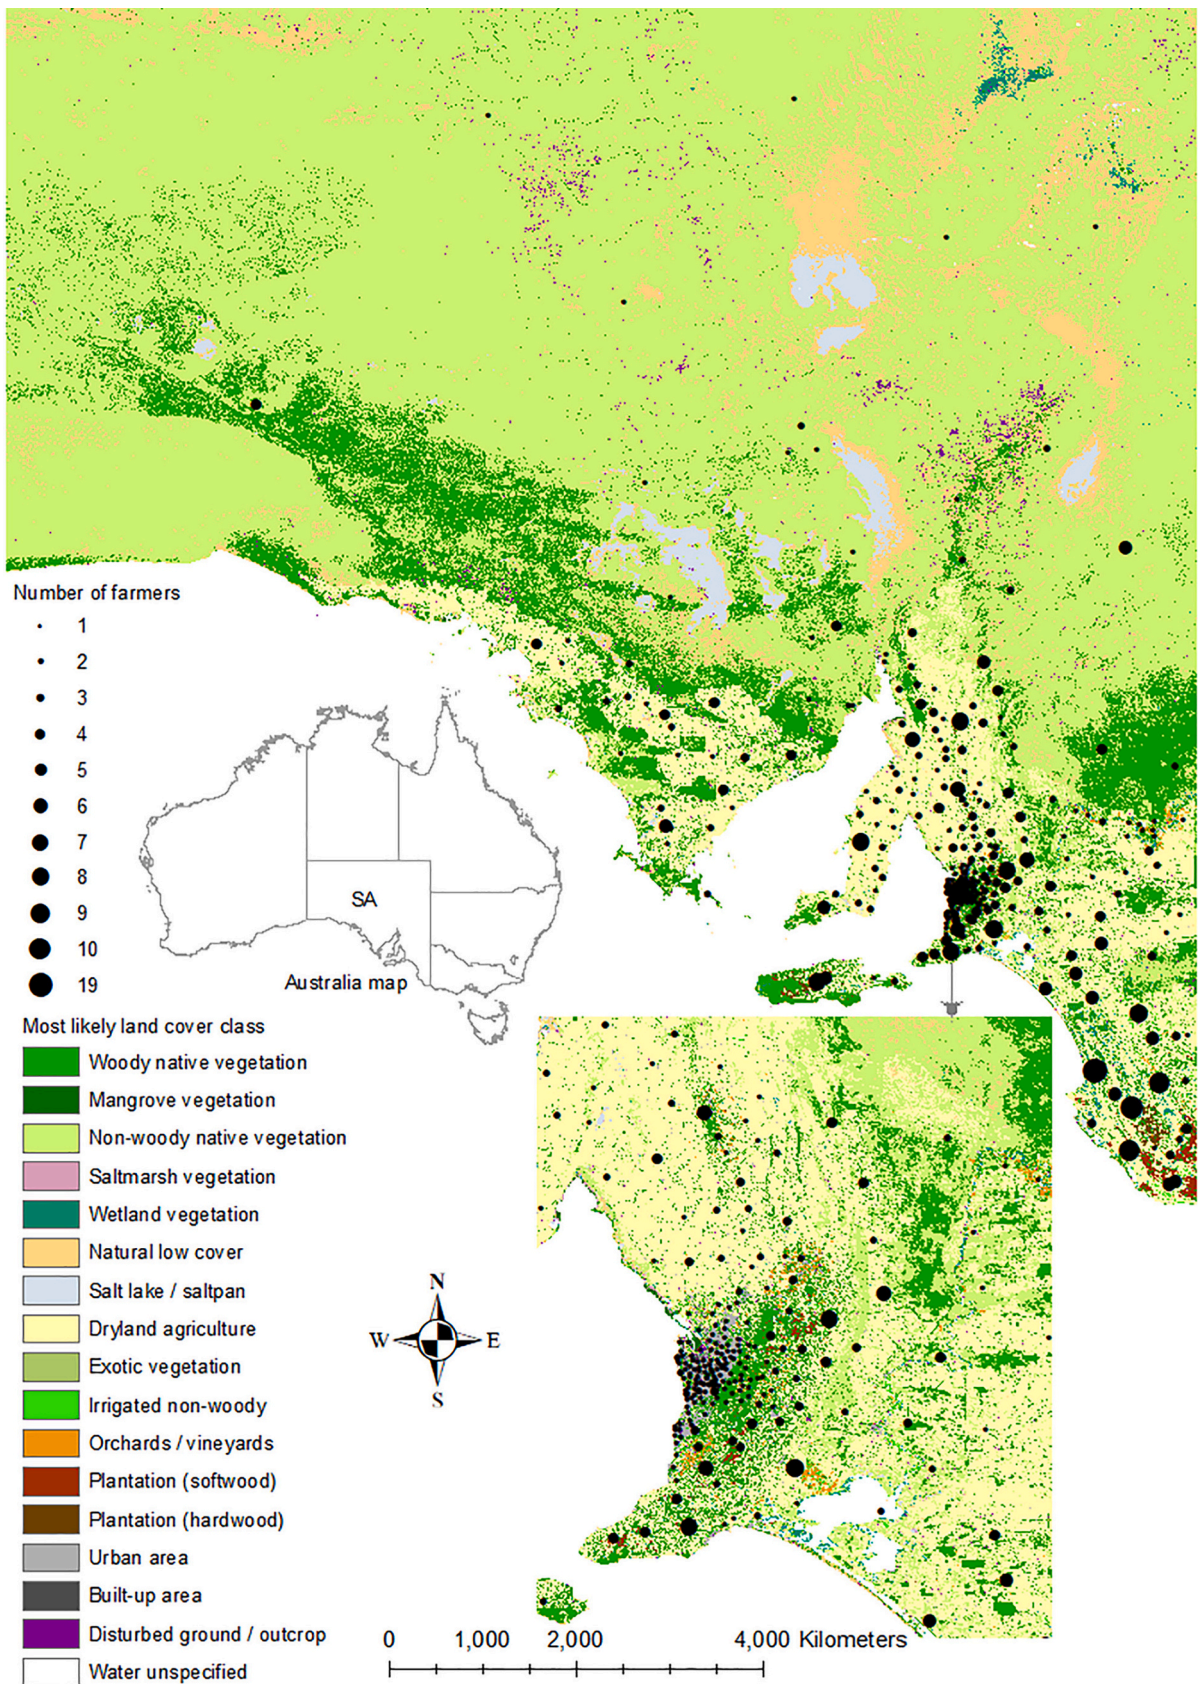 Number of farmers
1
2
3
4
5
6
7
8
9
10
19
SA
Australia map
Most likely land cover class
Woody native vegetation
Mangrove vegetation
Non-woody native vegetation
Saltmarsh vegetation
Wetland vegetation
Natural low cover
Salt lake / saltpan
Dryland agriculture
Exotic vegetation
Irrigated non-woody
Orchards / vineyards
Plantation (softwood)
Plantation (hardwood)
Urban area
Built-up area
Disturbed ground / outcrop
Water unspecified
N
W E
S
0 1,000 2,000 4,000 Kilometers